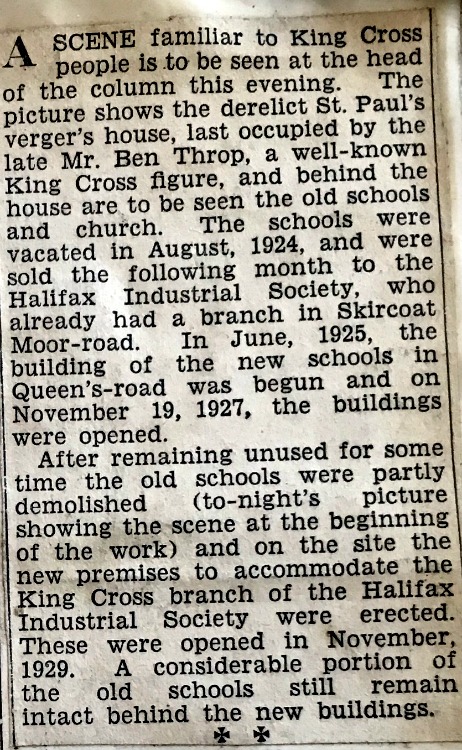 A SCENE familiar to King Cross
people is to be seen at the head
of the column this evening. The
picture shows the derelict St. Paul's
verger's house, last occupied by the
late Mr. Ben Throp, a well-known
King Cross figure, and behind the
house are to be seen the old schools
and church. The schools were
vacated in August, 1924, and were
sold the following month to the
Halifax Industrial Society, who
already had a branch in Skircoat
Moor-road. In June, 1925, the
building of the new schools in
Queen's-road was begun and on
November 19, 1927, the buildings
were opened.
After remaining unused for some
time the old schools were partly
demolished (to-night's picture
showing the scene at the beginning
of the work) and on the site the
new premises to accommodate the
King Cross branch of the Halifax
Industrial Society were erected.
These were opened in November,
1929. A considerable portion of
the old schools still remain
intact behind the new buildings.